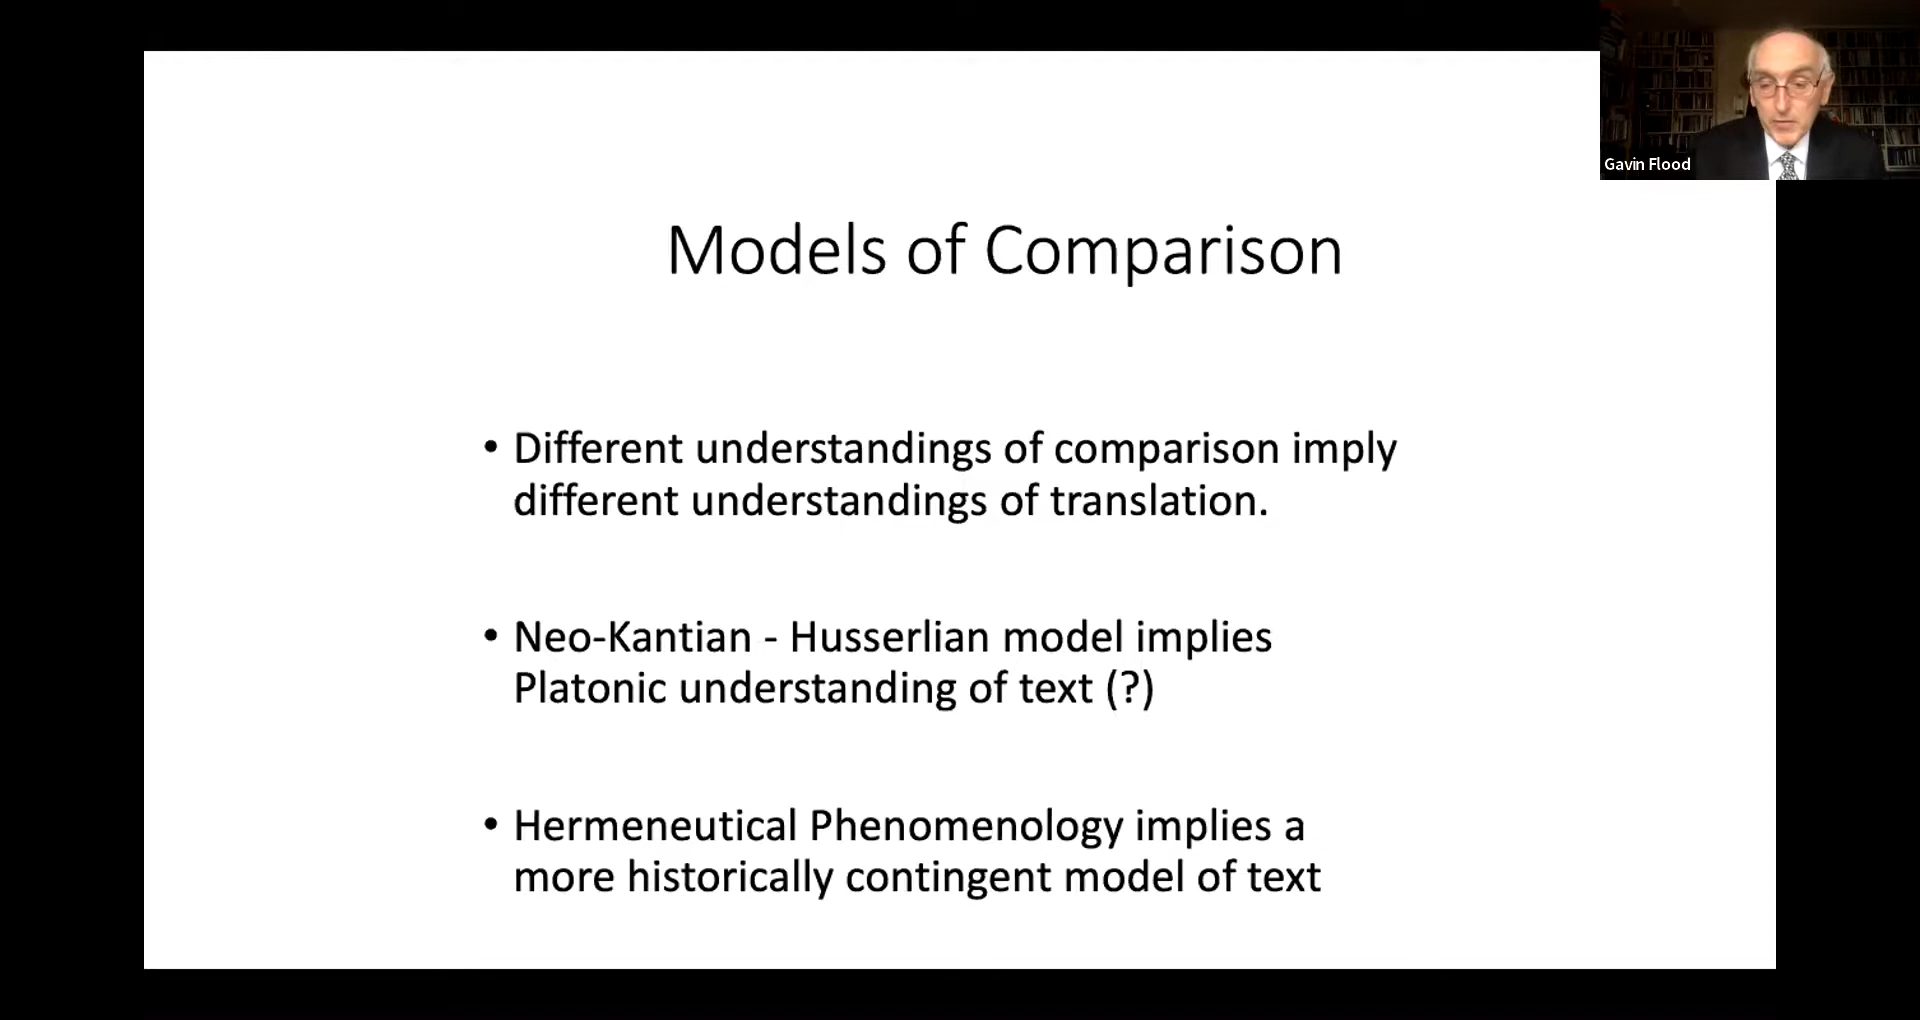 Gavin Flood
Models of Comparison
• Different understandings of comparison imply
different understandings of translation.
• Neo-Kantian - Husserlian model implies
Platonic understanding of text (?)
• Hermeneutical Phenomenology implies a
more historically contingent model of text